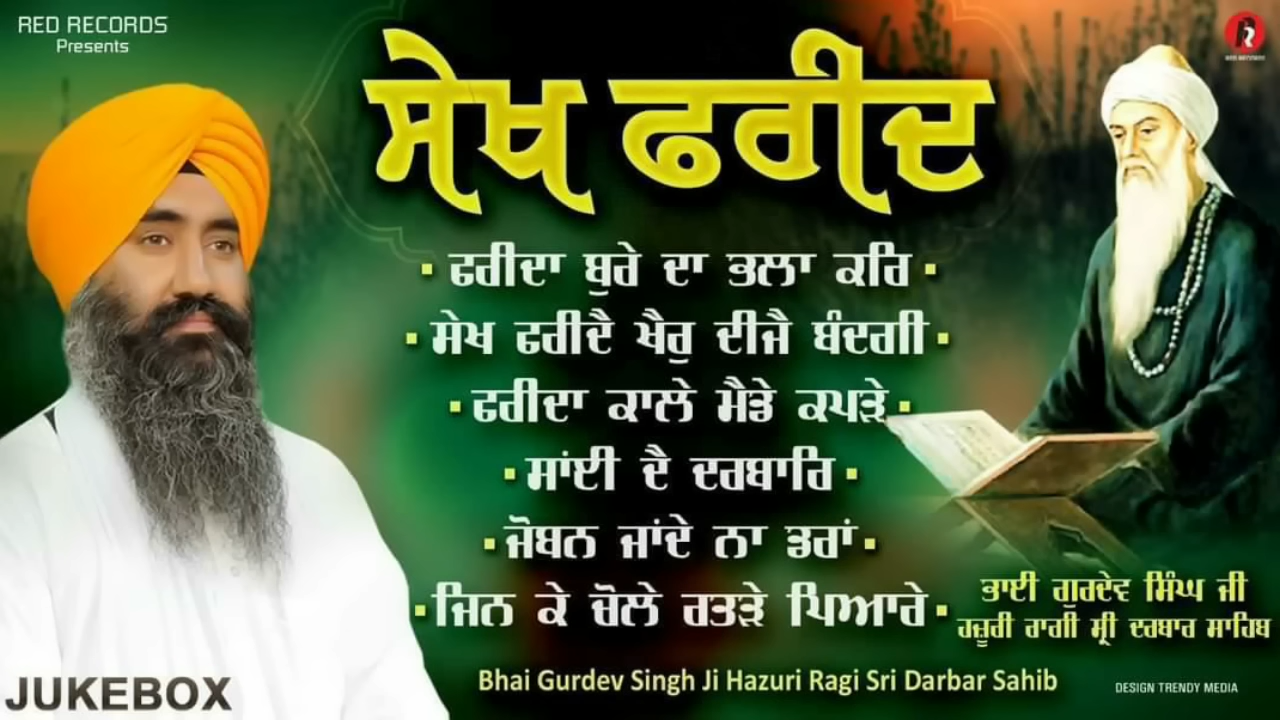 RED RECORDS
Presents
ਸੇਖ ਫਰੀਦ
▪ ਫਰੀਦਾ ਬੁਰੇ ਦਾ ਭਲਾ ਕਰਿ ▪
▪ ਸੇਖ ਫਰੀਦੈ ਖੈਰੁ ਦੀਜੈ ਬੰਦਗੀ ▪
▪ ਫਰੀਦਾ ਕਾਲੇ ਮੈਡੇ ਕਪੜੇ ▪
▪ ਸਾਂਈ ਦੈ ਦਰਬਾਰਿ ▪
▪ ਜੋਬਨ ਜਾਂਦੇ ਨਾ ਡਰਾਂ ▪
▪ ਜਿਨ ਕੇ ਚੋਲੇ ਰਤੜੇ ਪਿਆਰੇ ▪
ਭਾਈ ਗੁਰਦੇਵ ਸਿੰਘ ਜੀ
ਹਜ਼ੂਰੀ ਰਾਗੀ ਸ੍ਰੀ ਦਰਬਾਰ ਸਾਹਿਬ
Bhai Gurdev Singh Ji Hazuri Ragi Sri Darbar Sahib
JUKEBOX
DESIGN TRENDY MEDIA